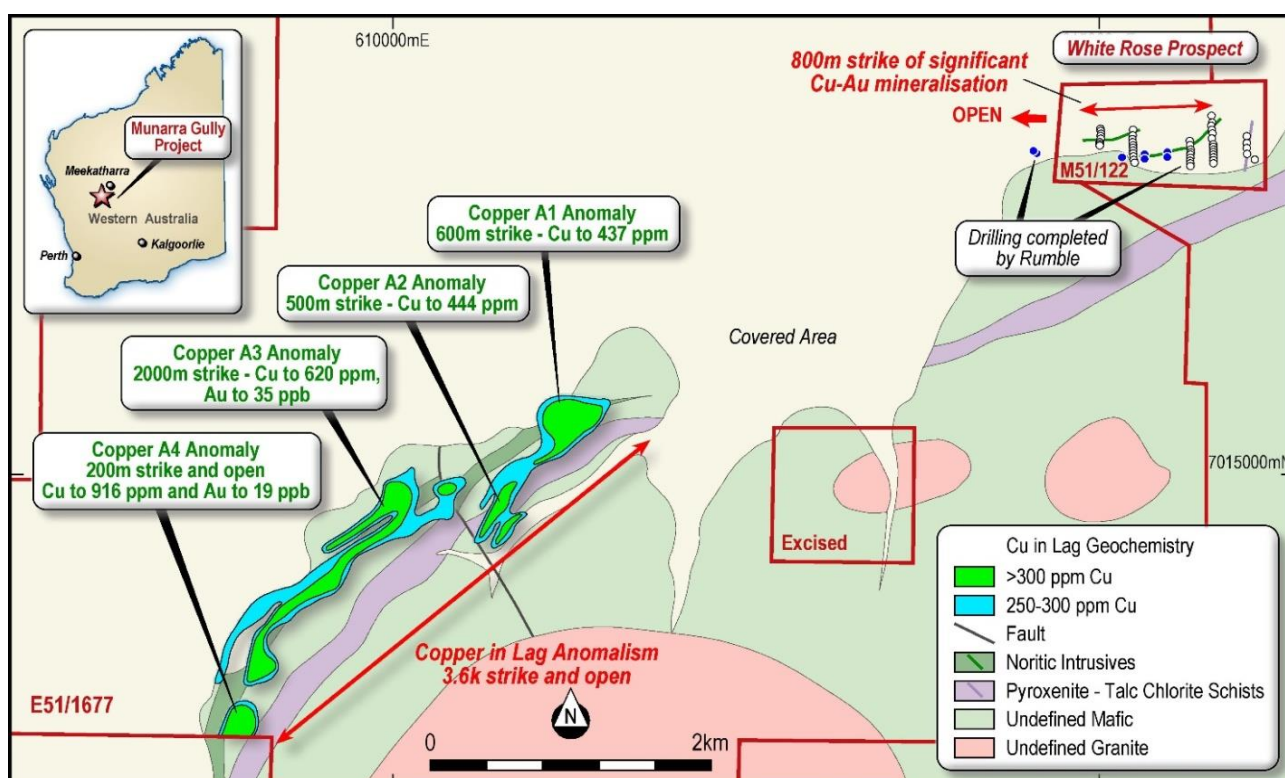 610000mE
White Rose Prospect
800m strike of significant
Cu-Au mineralisation
OPEN
M51/122
Drilling completed
by Rumble
Munarra Gully
Project
Meekatharra
Western Australia
Perth
Kalgoorlie
Copper A1 Anomaly
600m strike - Cu to 437 ppm
Copper A2 Anomaly
500m strike - Cu to 444 ppm
Copper A3 Anomaly
2000m strike - Cu to 620 ppm,
Au to 35 ppb
Copper A4 Anomaly
200m strike and open
Cu to 916 ppm and Au to 19 ppb
Covered Area
7015000mN
Excised
Copper in Lag Anomalism
3.6k strike and open
E51/1677
N
0
2km
Cu in Lag Geochemistry
>300 ppm Cu
250-300 ppm Cu
Fault
Noritic Intrusives
Pyroxenite - Talc Chlorite Schists
Undefined Mafic
Undefined Granite